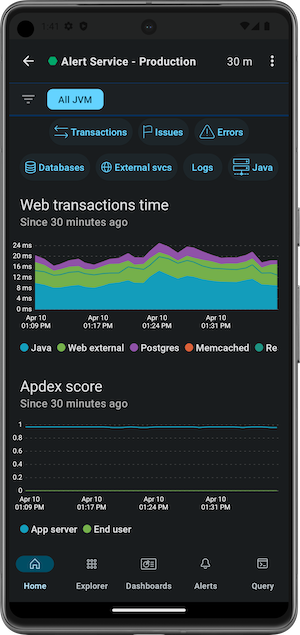 1:41
Alert Service - Production 30 m
All JVM
Transactions Issues Errors
Databases External svcs Logs Java
Web transactions time
Since 30 minutes ago
24 ms
20 ms
16 ms
12 ms
8 ms
4 ms
0 ms
Apr 10 Apr 10 Apr 10 Apr 10
01:09 PM 01:17 PM 01:24 PM 01:31 PM
Java Web external Postgres Memcached Re
Apdex score
Since 30 minutes ago
1
0.8
0.6
0.4
0.2
0
Apr 10 Apr 10 Apr 10 Apr 10
01:09 PM 01:17 PM 01:24 PM 01:31 PM
App server End user
Home Explorer Dashboards Alerts Query